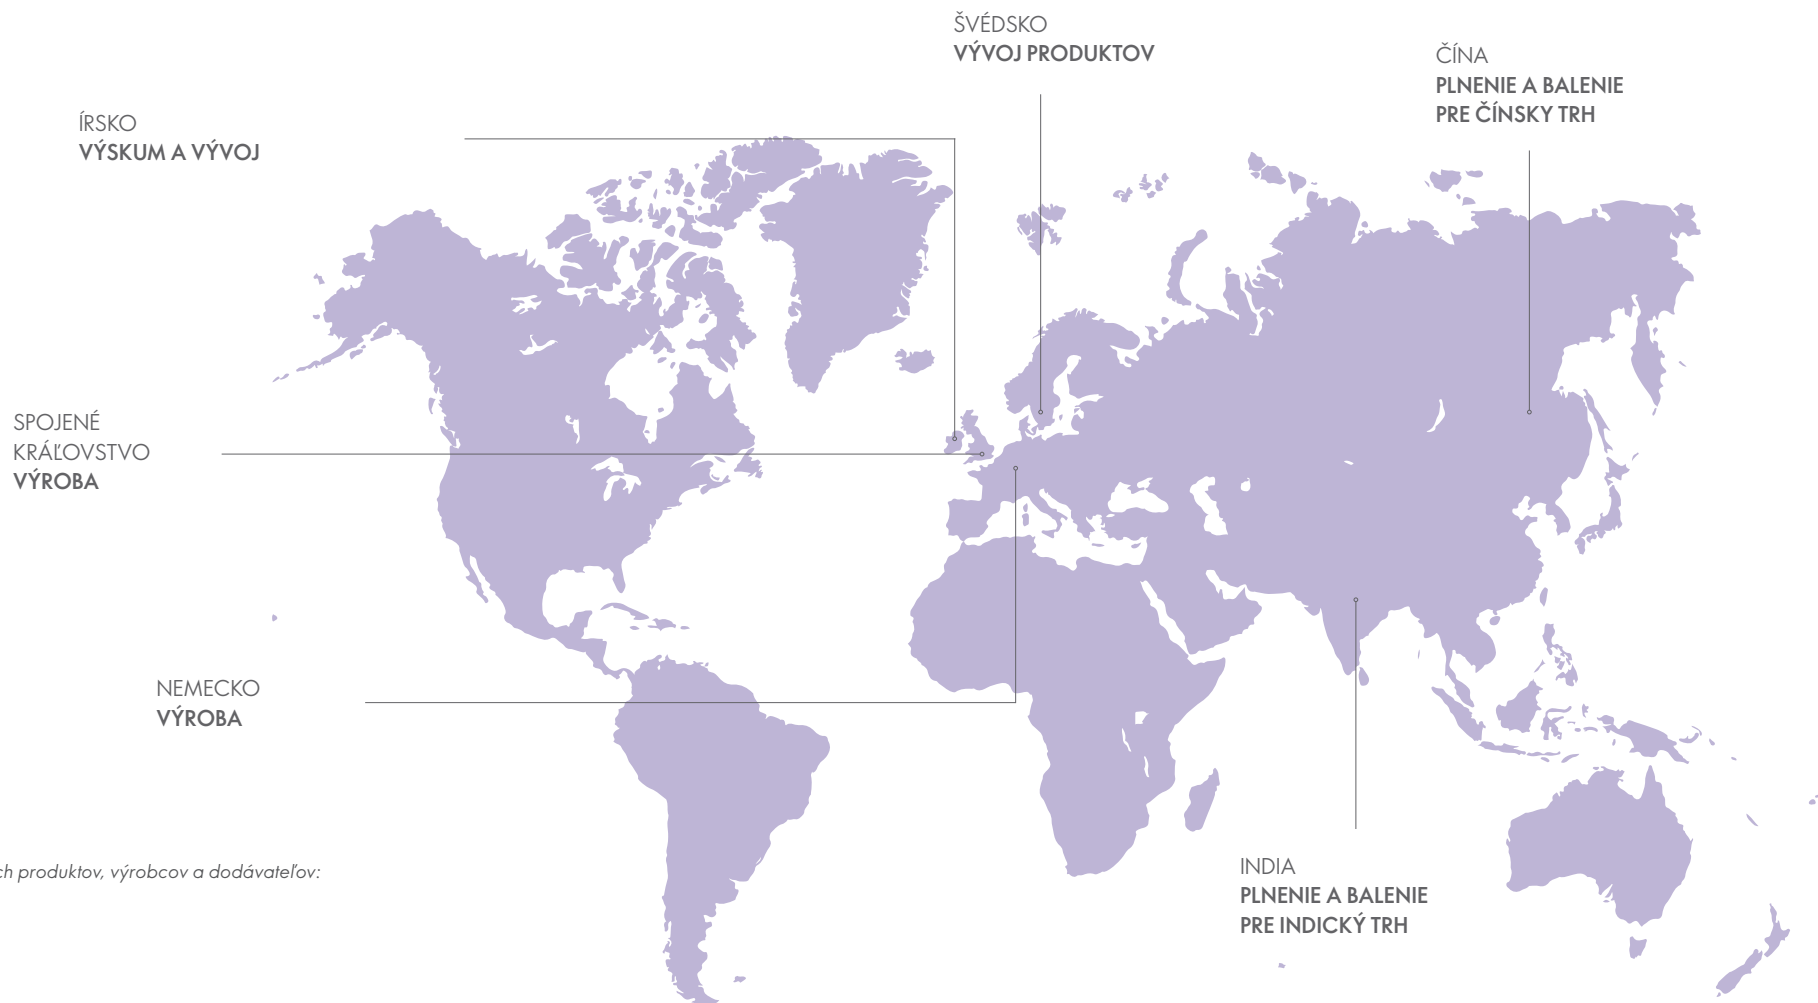 ŠVÉDSKO
VÝVOJ PRODUKTOV
ČÍNA
PLNENIE A BALENIE
PRE ČÍNSKY TRH
ÍRSKO
VÝSKUM A VÝVOJ
SPOJENÉ
KRÁĽOVSTVO
VÝROBA
NEMECKO
VÝROBA
produktov, výrobcov a dodávateľov:
INDIA
PLNENIE A BALENIE
PRE INDICKÝ TRH